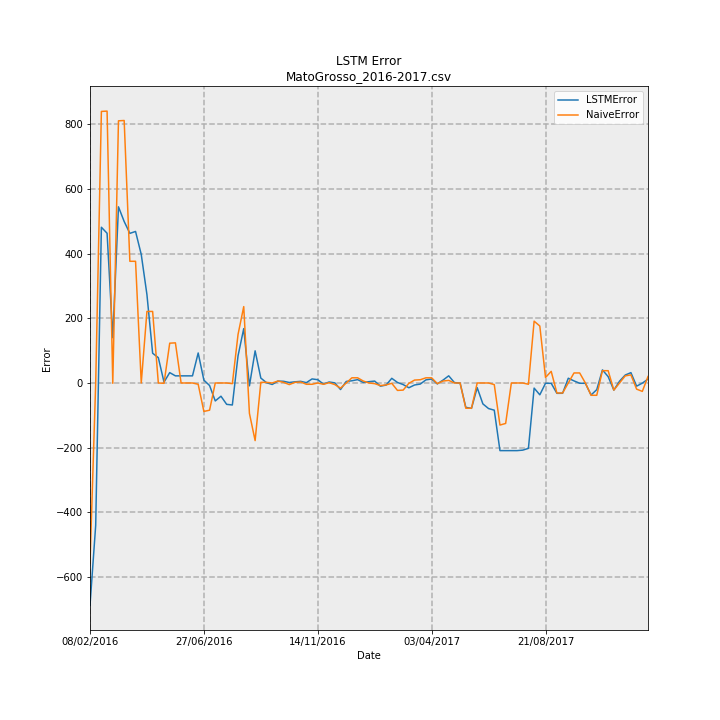 LSTM Error
MatoGrosso_2016-2017.csv
LSTMError
NaiveError
800
600
400
200
0
−200
−400
−600
Error
08/02/2016
27/06/2016
14/11/2016
03/04/2017
21/08/2017
Date